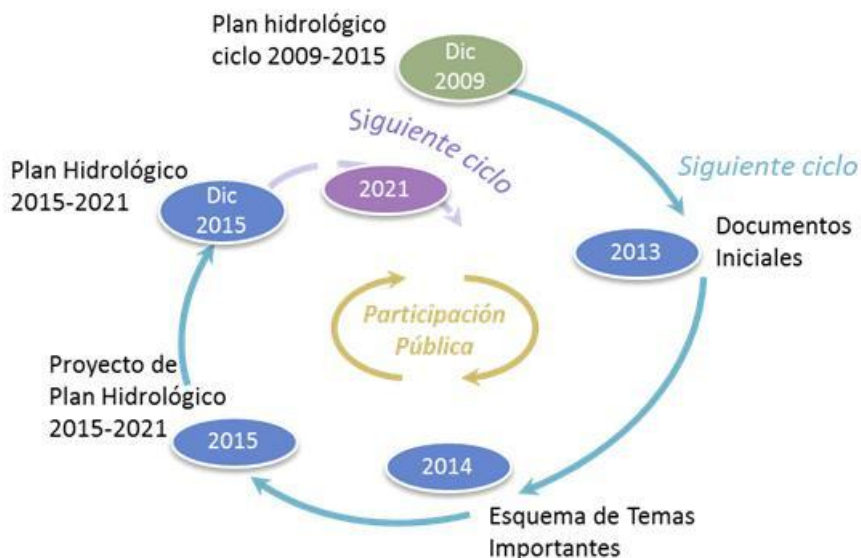 Plan hidrológico
ciclo 2009-2015
Dic
2009
Siguiente ciclo
Siguiente ciclo
Plan Hidrológico
2015-2021
Dic
2015
2021
2013
Documentos
Iniciales
Participación
Pública
Proyecto de
Plan Hidrológico
2015-2021
2015
2014
Esquema de Temas
Importantes